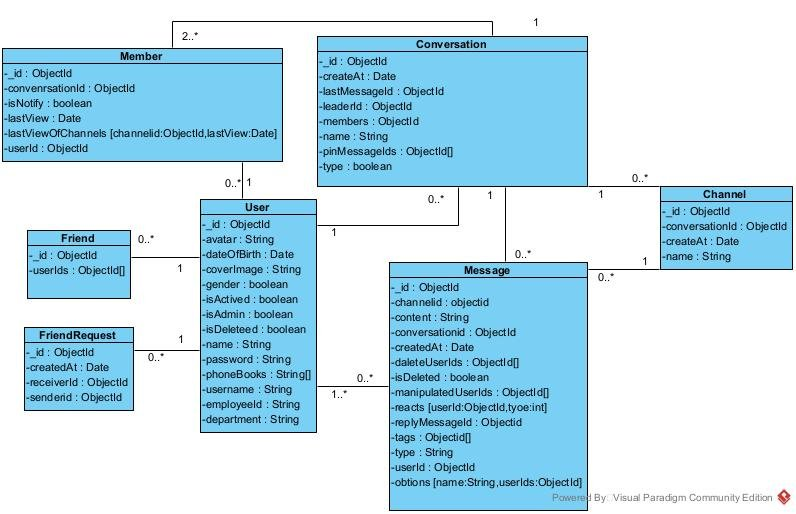 1
2..*
Member
-_id : ObjectId
-convenrsationId : ObjectId
-isNotify : boolean
-lastView : Date
-lastViewOfChannels [channelid:ObjectId,lastView:Date]
-userId : ObjectId
Conversation
-_id : ObjectId
-createAt : Date
-lastMessageId : ObjectId
-leaderId : ObjectId
-members : ObjectId
-name : String
-pinMessageIds : ObjectId[]
-type : boolean
0..* 1
0..*
1
0..*
1
1
Channel
-_id : ObjectId
-conversationId : ObjectId
-createAt : Date
-name : String
User
-_id : ObjectId
-avatar : String
-dateOfBirth : Date
-coverImage : String
-gender : boolean
-isActived : boolean
-isAdmin : boolean
-isDeleteed : boolean
-name : String
-password : String
-phoneBooks : String[]
-username : String
-employeeId : String
-department : String
Friend
-_id : ObjectId
-userIds : ObjectId[]
0..*
1
FriendRequest
-_id : ObjectId
-createdAt : Date
-receiverId : ObjectId
-senderid : ObjectId
1
0..*
0..*
1
0..*
Message
-_id : ObjectId
-channelid : objectid
-content : String
-conversationid : ObjectId
-createdAt : Date
-daleteUserIds : ObjectId[]
-isDeleted : boolean
-manipulatedUserIds : ObjectId[]
-reacts [userId:ObjectId,tyoe:int]
-replyMessageId : Objectid
-tags : Objectid[]
-type : String
-userId : ObjectId
-obtions [name:String,userIds:ObjectId]
0..*
1..*
Powered By: Visual Paradigm Community Edition